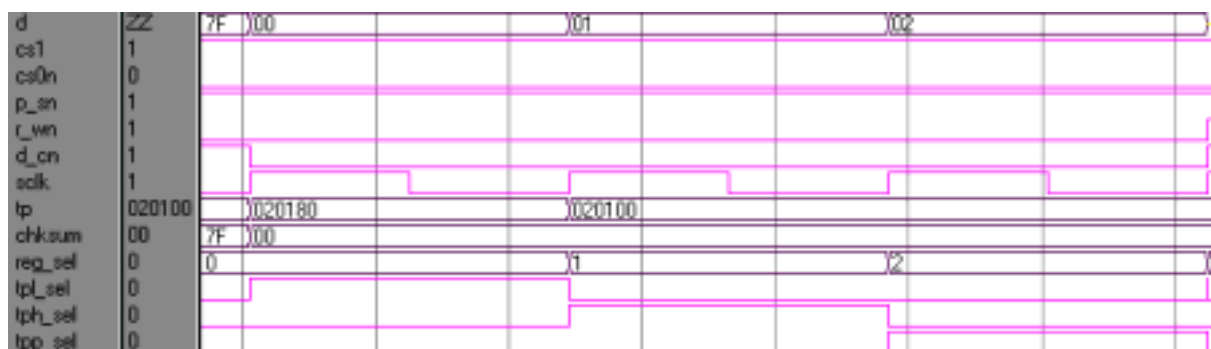 d ZZ 7F 00 01 02
cs1 1
cs0n 0
p_sn 1
r_wn 1
d_cn 1
sclk 1
tp 020100 020180 020100
chksum 00 7F 00
reg_sel 0 0 1 2
tpl_sel 0
tph_sel 0
tpp_sel 0